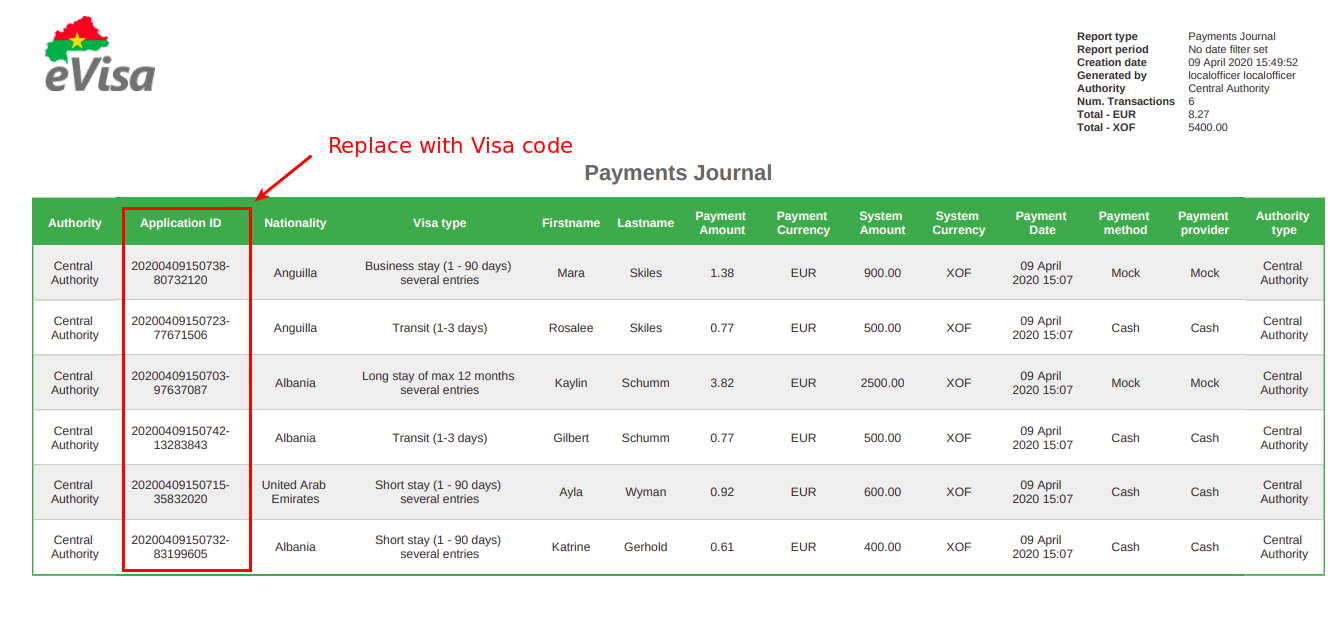 eVisa
Report type Payments Journal
Report period No date filter set
Creation date 09 April 2020 15:49:52
Generated by localofficer localofficer
Authority Central Authority
Num. Transactions 6
Total - EUR 8.27
Total - XOF 5400.00
Replace with Visa code
Payments Journal
Authority Application ID Nationality Visa type Firstname Lastname Payment Amount Payment Currency System Amount System Currency Payment Date Payment method Payment provider Authority type
Central Authority 20200409150738-80732120 Anguilla Business stay (1 - 90 days) several entries Mara Skiles 1.38 EUR 900.00 XOF 09 April 2020 15:07 Mock Mock Central Authority
Central Authority 20200409150723-77671506 Anguilla Transit (1-3 days) Rosalee Skiles 0.77 EUR 500.00 XOF 09 April 2020 15:07 Cash Cash Central Authority
Central Authority 20200409150703-97637087 Albania Long stay of max 12 months several entries Kaylin Schumm 3.82 EUR 2500.00 XOF 09 April 2020 15:07 Mock Mock Central Authority
Central Authority 20200409150742-13283843 Albania Transit (1-3 days) Gilbert Schumm 0.77 EUR 500.00 XOF 09 April 2020 15:07 Cash Cash Central Authority
Central Authority 20200409150715-35832020 United Arab Emirates Short stay (1 - 90 days) several entries Ayla Wyman 0.92 EUR 600.00 XOF 09 April 2020 15:07 Cash Cash Central Authority
Central Authority 20200409150732-83199605 Albania Short stay (1 - 90 days) several entries Katrine Gerhold 0.61 EUR 400.00 XOF 09 April 2020 15:07 Cash Cash Central Authority